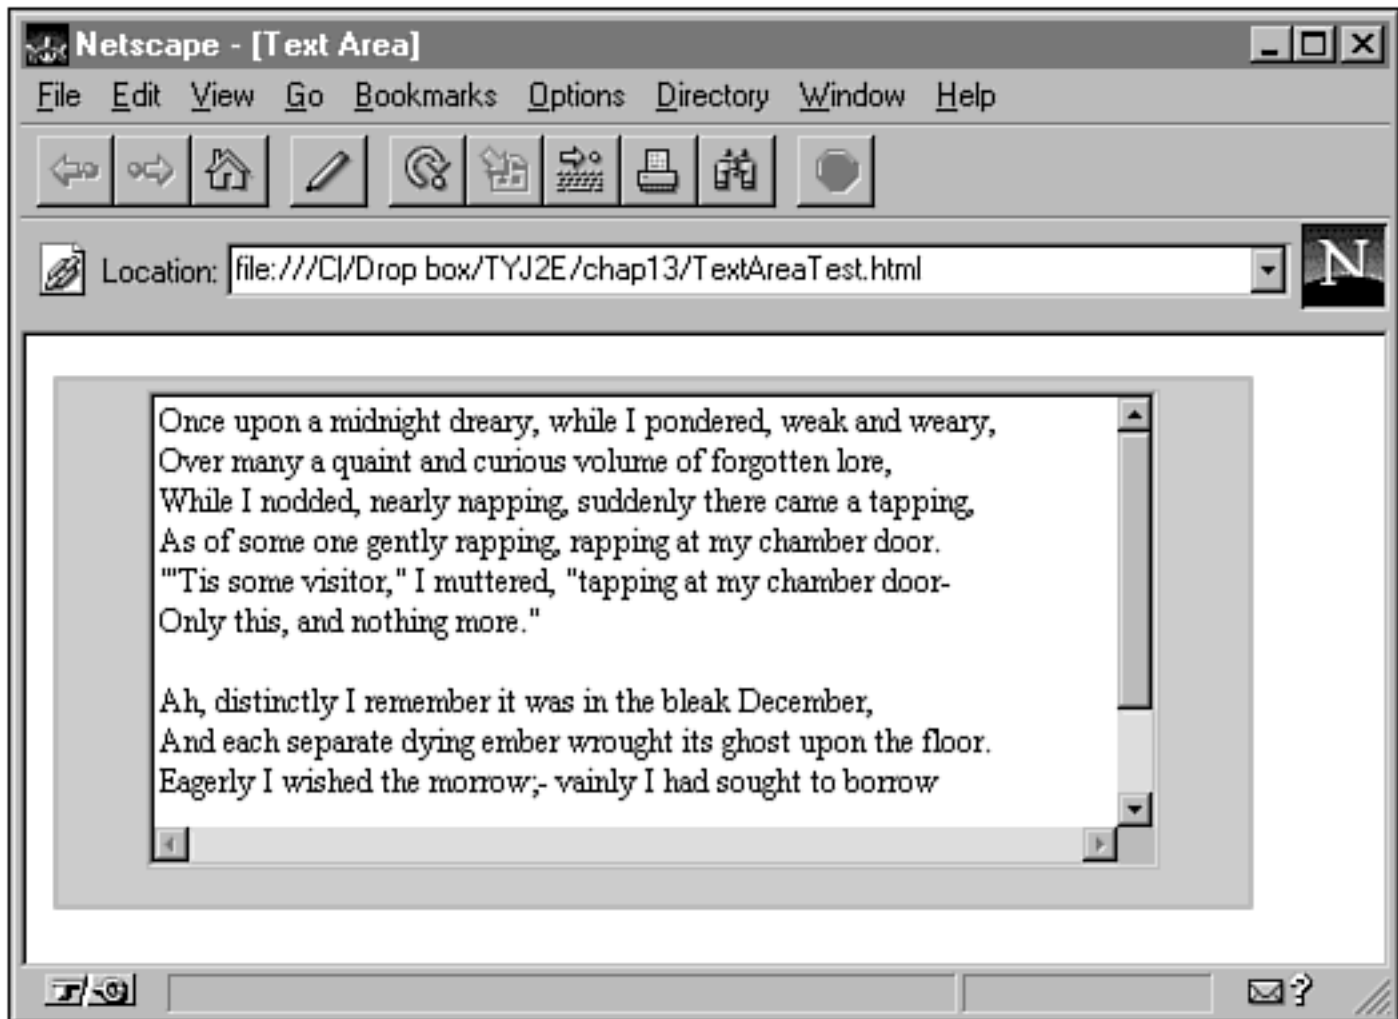 Netscape - [Text Area]
File Edit View Go Bookmarks Options Directory Window Help
Location: file:///C|/Drop box/TYJ2E/chap13/TextAreaTest.html
N
Once upon a midnight dreary, while I pondered, weak and weary,
Over many a quaint and curious volume of forgotten lore,
While I nodded, nearly napping, suddenly there came a tapping,
As of some one gently rapping, rapping at my chamber door.
"'Tis some visitor," I muttered, "tapping at my chamber door-
Only this, and nothing more."
Ah, distinctly I remember it was in the bleak December,
And each separate dying ember wrought its ghost upon the floor.
Eagerly I wished the morrow;- vainly I had sought to borrow
?